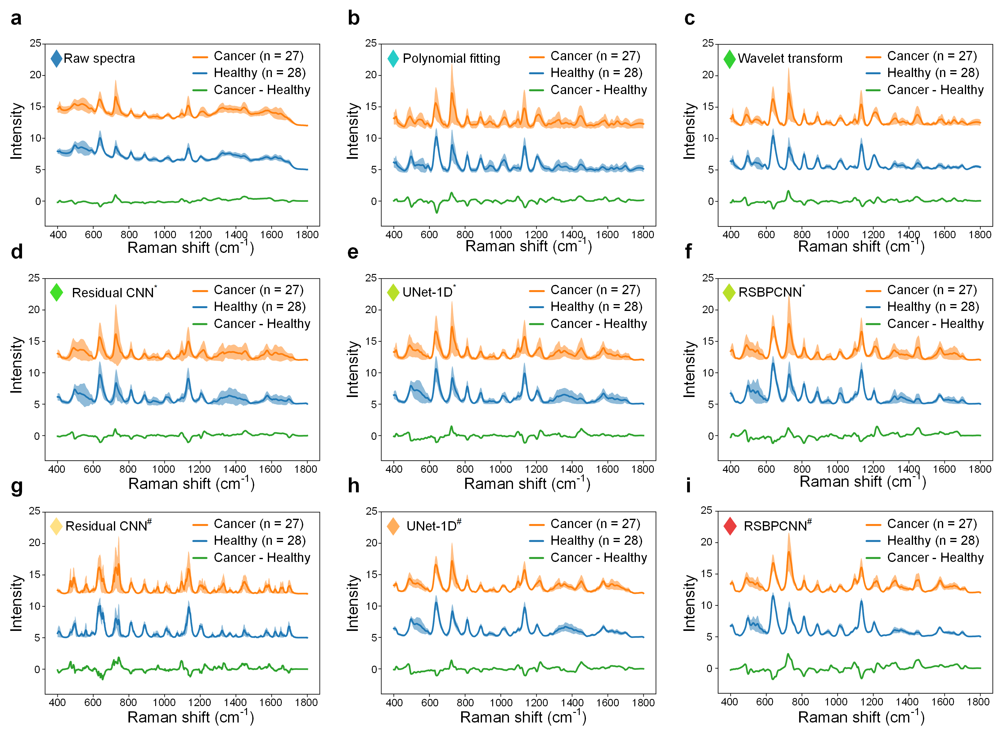 a
25
Raw spectra
Cancer (n = 27)
Healthy (n = 28)
Cancer - Healthy
20
15
10
5
0
Intensity
400 600 800 1000 1200 1400 1600 1800
Raman shift (cm-1)
b
25
Polynomial fitting
Cancer (n = 27)
Healthy (n = 28)
Cancer - Healthy
20
15
10
5
0
Intensity
400 600 800 1000 1200 1400 1600 1800
Raman shift (cm-1)
c
25
Wavelet transform
Cancer (n = 27)
Healthy (n = 28)
Cancer - Healthy
20
15
10
5
0
Intensity
400 600 800 1000 1200 1400 1600 1800
Raman shift (cm-1)
d
25
Residual CNN*
Cancer (n = 27)
Healthy (n = 28)
Cancer - Healthy
20
15
10
5
0
Intensity
400 600 800 1000 1200 1400 1600 1800
Raman shift (cm-1)
e
25
UNet-1D*
Cancer (n = 27)
Healthy (n = 28)
Cancer - Healthy
20
15
10
5
0
Intensity
400 600 800 1000 1200 1400 1600 1800
Raman shift (cm-1)
f
25
RSBPCNN*
Cancer (n = 27)
Healthy (n = 28)
Cancer - Healthy
20
15
10
5
0
Intensity
400 600 800 1000 1200 1400 1600 1800
Raman shift (cm-1)
g
25
Residual CNN#
Cancer (n = 27)
Healthy (n = 28)
Cancer - Healthy
20
15
10
5
0
Intensity
400 600 800 1000 1200 1400 1600 1800
Raman shift (cm-1)
h
25
UNet-1D#
Cancer (n = 27)
Healthy (n = 28)
Cancer - Healthy
20
15
10
5
0
Intensity
400 600 800 1000 1200 1400 1600 1800
Raman shift (cm-1)
i
25
RSBPCNN#
Cancer (n = 27)
Healthy (n = 28)
Cancer - Healthy
20
15
10
5
0
Intensity
400 600 800 1000 1200 1400 1600 1800
Raman shift (cm-1)